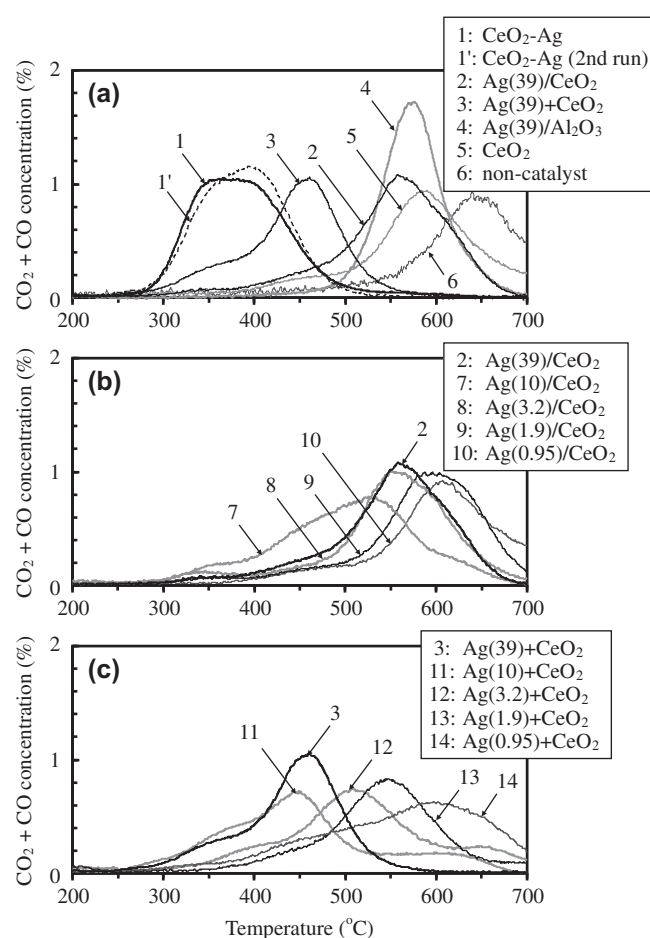 1: CeO₂-Ag
1': CeO₂-Ag (2nd run)
2: Ag(39)/CeO₂
3: Ag(39)+CeO₂
4: Ag(39)/Al₂O₃
5: CeO₂
6: non-catalyst
CO₂ + CO concentration (%)
2
1
0
(a)
1
1'
3
2
5
4
6
200 300 400 500 600 700
2: Ag(39)/CeO₂
7: Ag(10)/CeO₂
8: Ag(3.2)/CeO₂
9: Ag(1.9)/CeO₂
10: Ag(0.95)/CeO₂
CO₂ + CO concentration (%)
2
1
0
(b)
7
8
9
10
2
200 300 400 500 600 700
3: Ag(39)+CeO₂
11: Ag(10)+CeO₂
12: Ag(3.2)+CeO₂
13: Ag(1.9)+CeO₂
14: Ag(0.95)+CeO₂
CO₂ + CO concentration (%)
2
1
0
(c)
11
3
12
13
14
200 300 400 500 600 700
Temperature (°C)